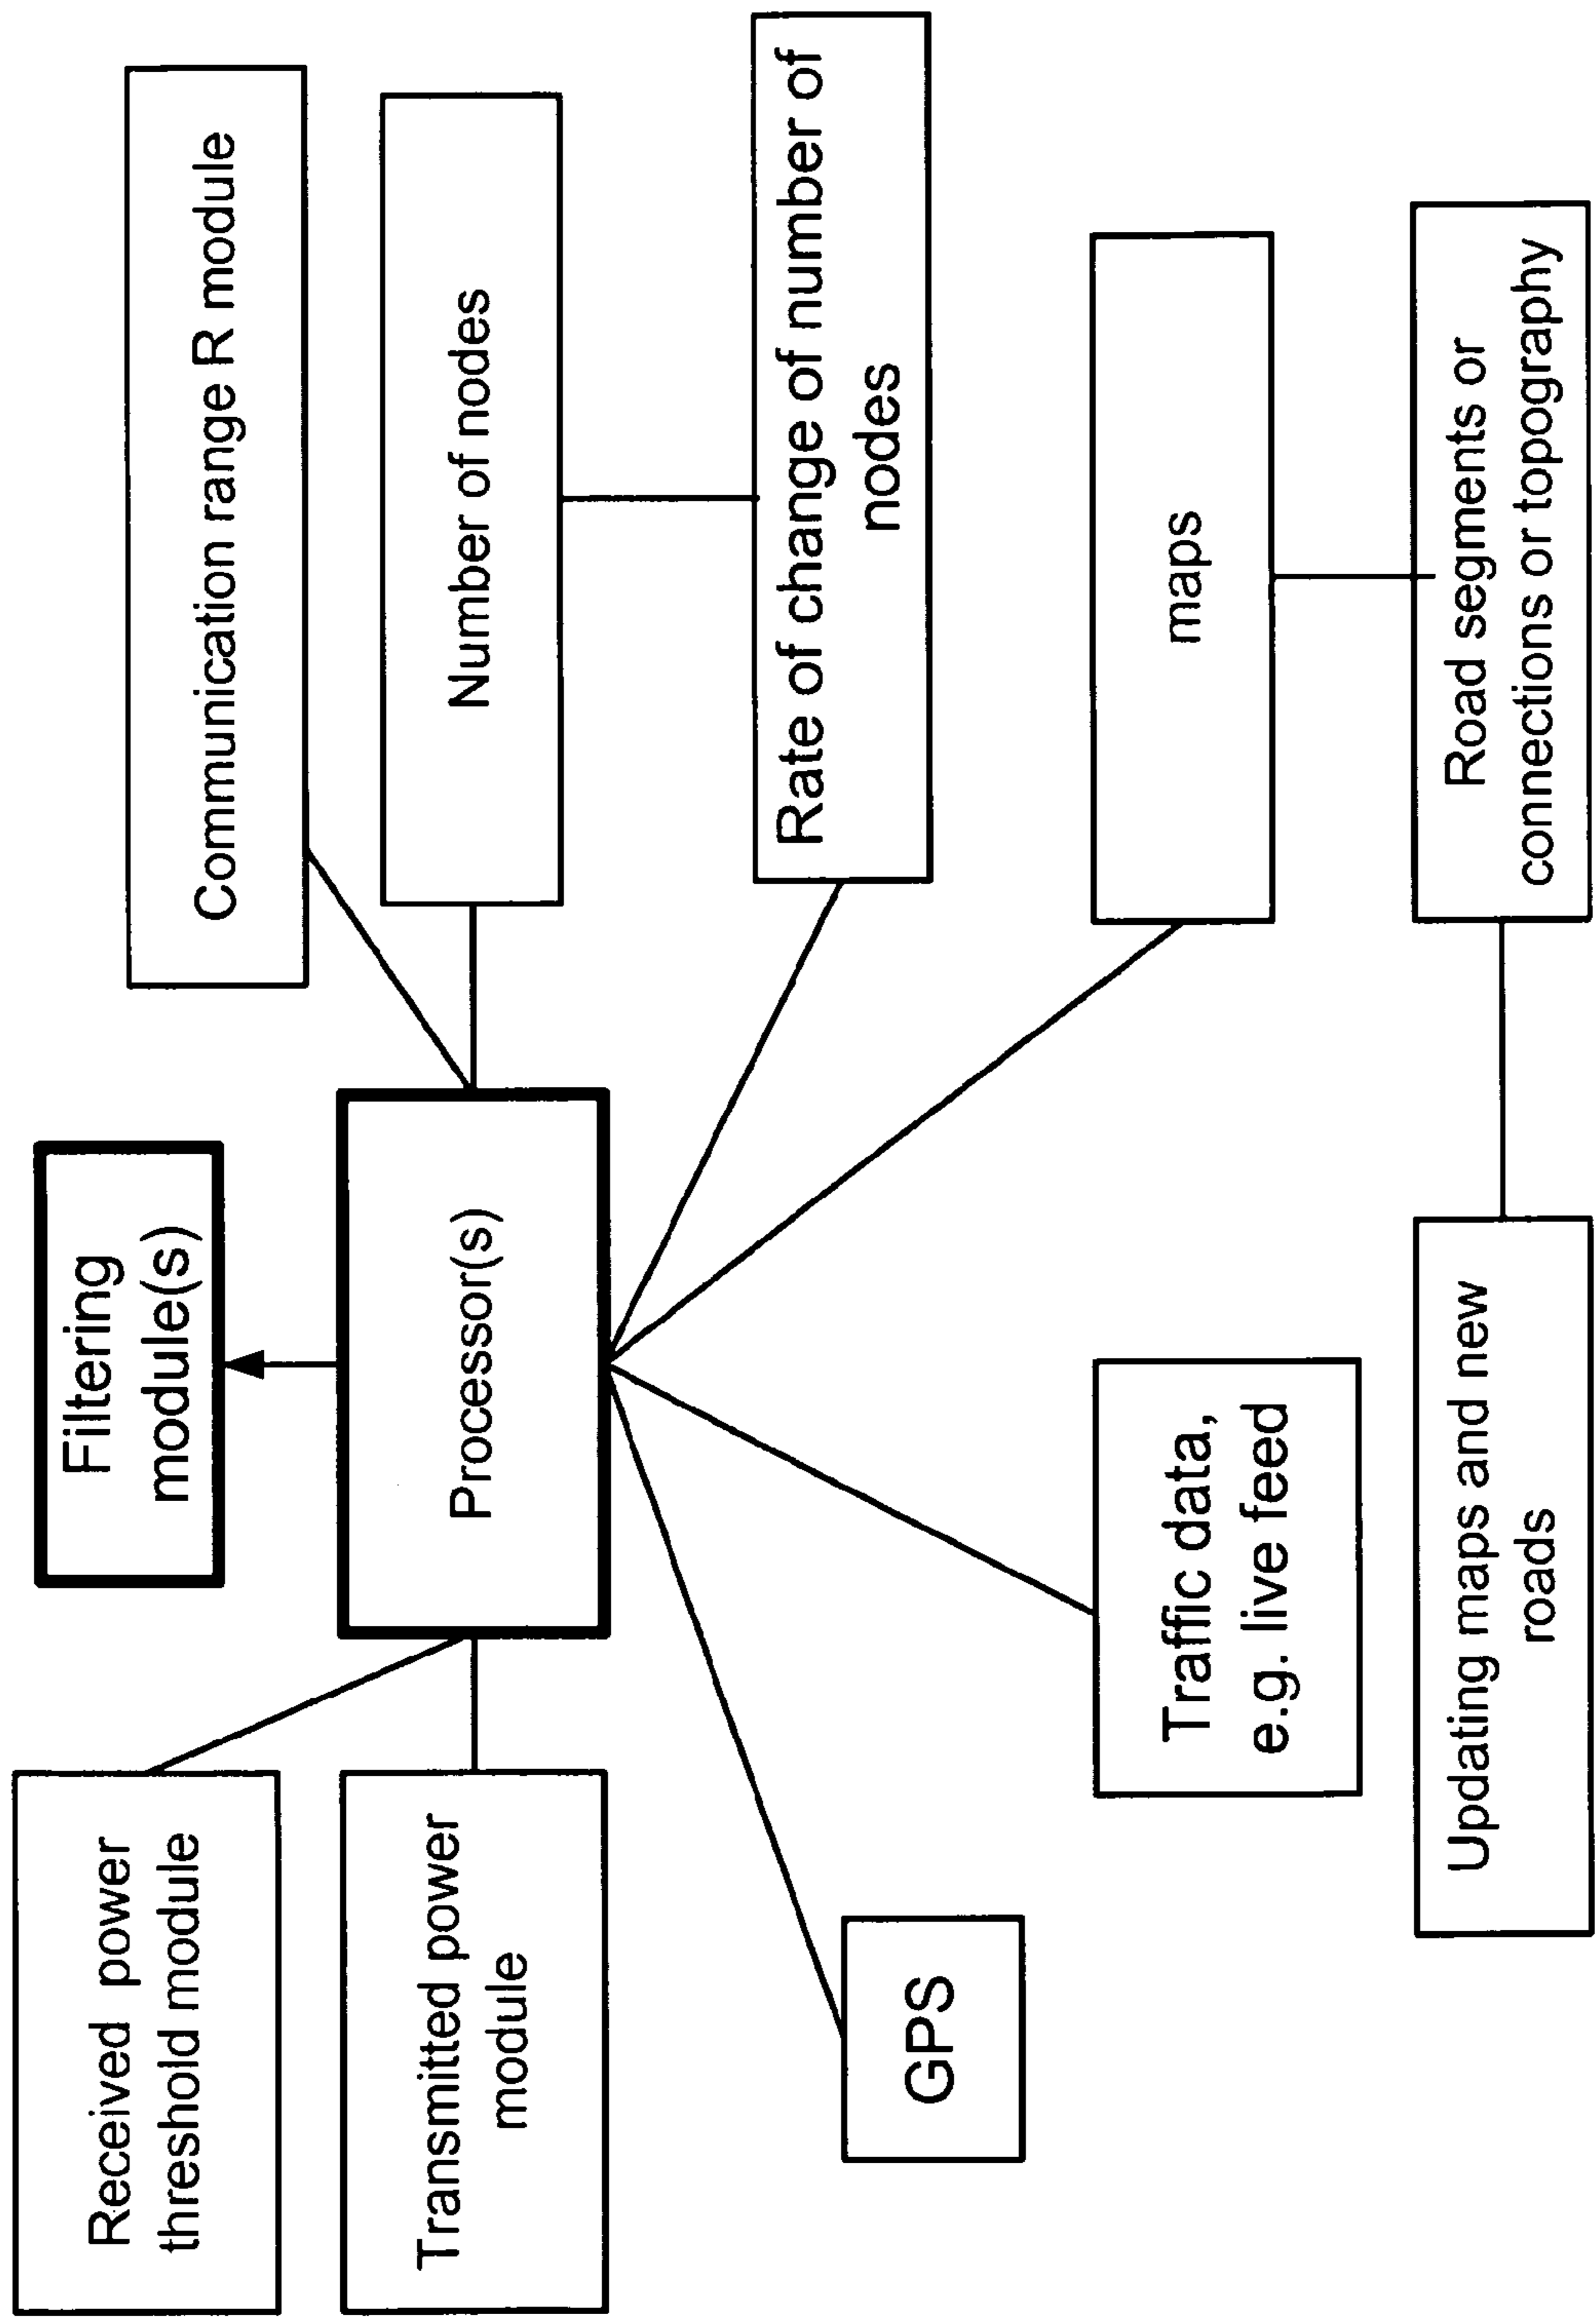 Filtering
module(s)
Received power
threshold module
Communication range R module
Transmitted power
module
Processor(s)
Number of nodes
GPS
Rate of change of number of
nodes
Traffic data,
e.g. live feed
maps
Updating maps and new
roads
Road segments or
connections or topography